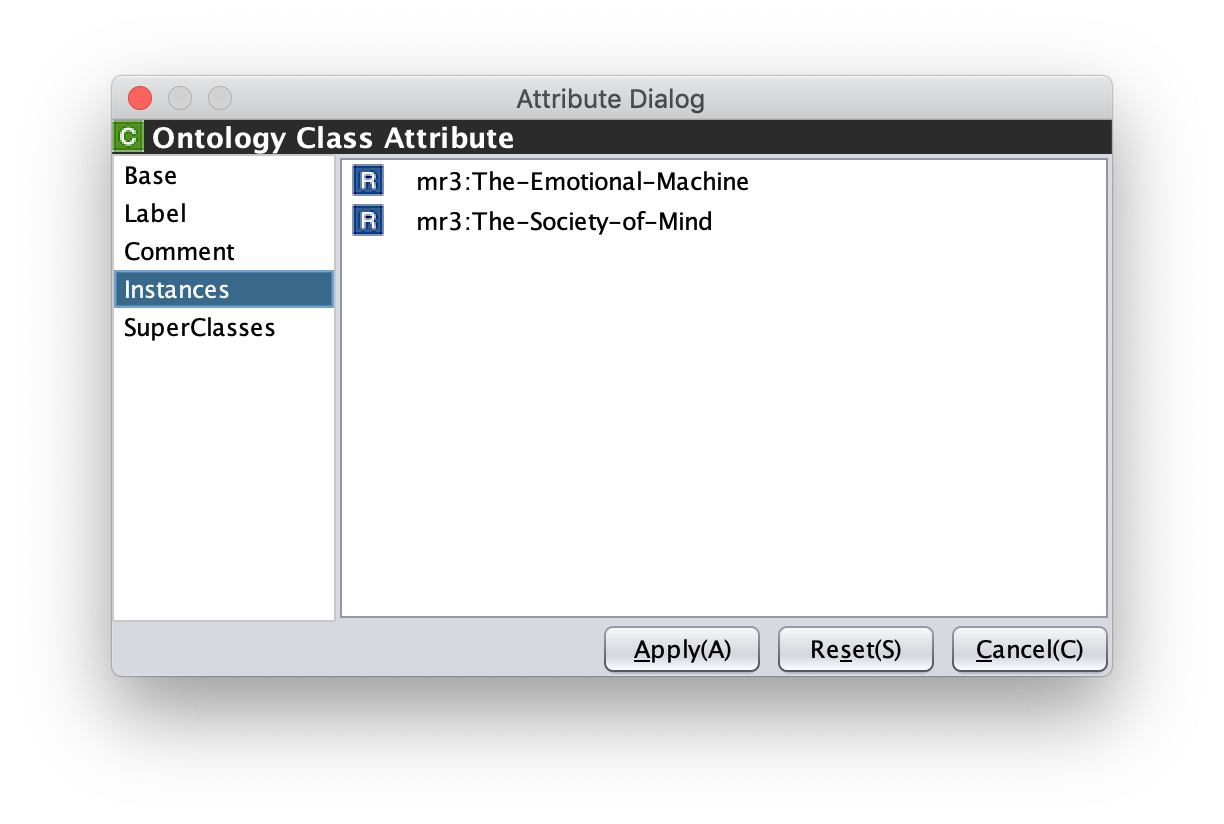 Attribute Dialog
C Ontology Class Attribute
Base
Label
Comment
Instances
SuperClasses
R mr3:The-Emotional-Machine
R mr3:The-Society-of-Mind
Apply(A) Reset(S) Cancel(C)